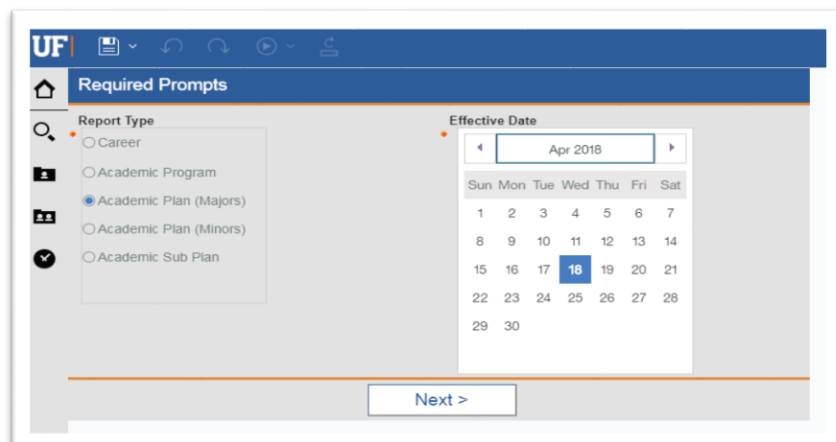 UF
Required Prompts
Report Type
Career
Academic Program
Academic Plan (Majors)
Academic Plan (Minors)
Academic Sub Plan
Effective Date
Apr 2018
Sun Mon Tue Wed Thu Fri Sat
1 2 3 4 5 6 7
8 9 10 11 12 13 14
15 16 17 18 19 20 21
22 23 24 25 26 27 28
29 30
Next >